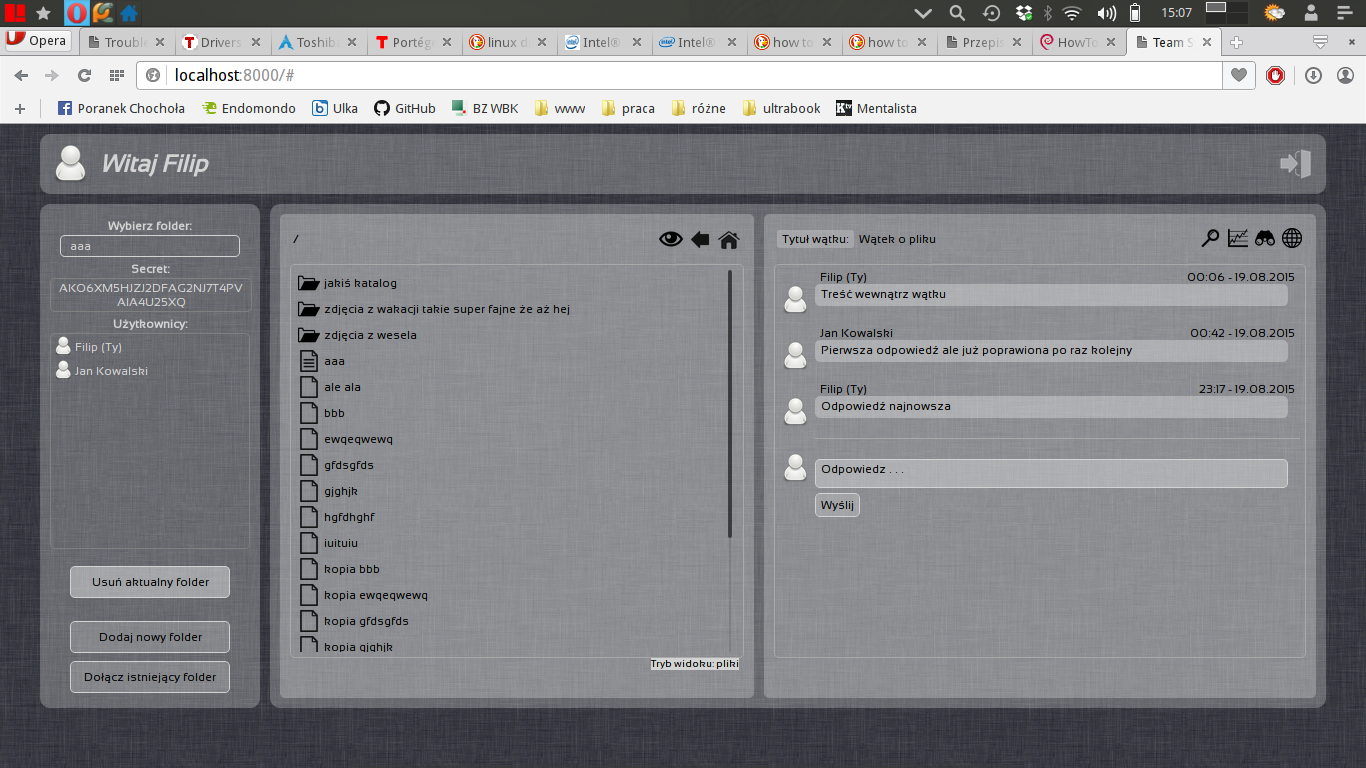 15:07
Opera
Troubl
Drivers
Toshib
Portég
linux d
Intel®
Intel®
how to
how to
Przepis
HowTo
Team S
localhost:8000/#
Poranek Chochoła
Endomondo
Ulka
GitHub
BZ WBK
www
praca
różne
ultrabook
Mentalista
Witaj Filip
Wybierz folder:
aaa
Secret:
AKO6XM5HJZJ2DFAG2NJ7T4PV
AIA4U25XQ
Użytkownicy:
Filip (Ty)
Jan Kowalski
Usuń aktualny folder
Dodaj nowy folder
Dołącz istniejący folder
/
jakiś katalog
zdjęcia z wakacji takie super fajne że aż hej
zdjęcia z wesela
aaa
ale ala
bbb
ewqeqwewq
gfdsgfds
gjghjk
hgfdhghf
iuituiu
kopia bbb
kopia ewqeqwewq
kopia gfdsgfds
kopia gjghjk
Tryb widoku: pliki
Tytuł wątku: Wątek o pliku
Filip (Ty) 00:06 - 19.08.2015
Treść wewnątrz wątku
Jan Kowalski 00:42 - 19.08.2015
Pierwsza odpowiedź ale już poprawiona po raz kolejny
Filip (Ty) 23:17 - 19.08.2015
Odpowiedź najnowsza
Odpowiedz . . .
Wyślij